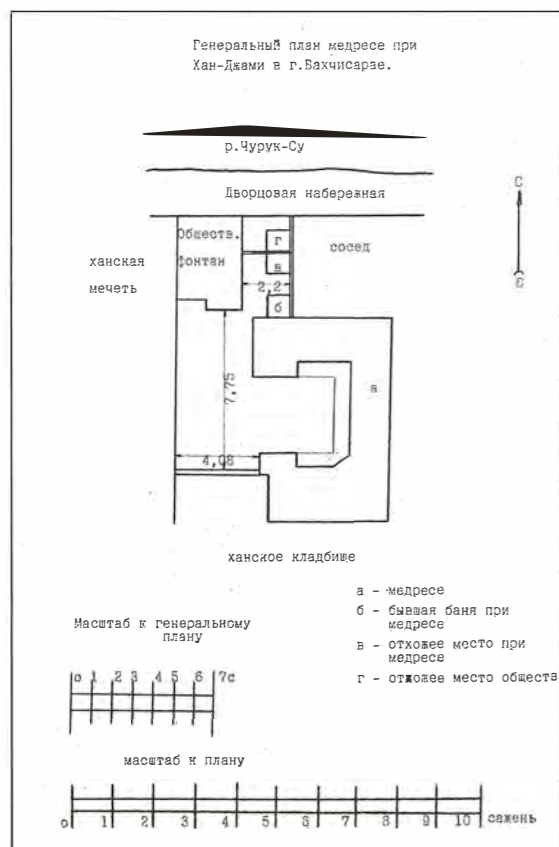 Генеральный план медресе при
Хан-Джами в г.Бахчисарае.
р.Чурук-Су
Дворцовая набережная
С
Обществ.
фонтан
г
в
2,2
б
сосед
ханская
мечеть
7,75
а
4,08
ханское кладбище
а - медресе
б - бывшая баня при
медресе
в - отхожее место при
медресе
г - отхожее место обществ
Масштаб к генеральному
плану
о 1 2 3 4 5 6 7с
масштаб к плану
о 1 2 3 4 5 6 7 8 9 10 сажень